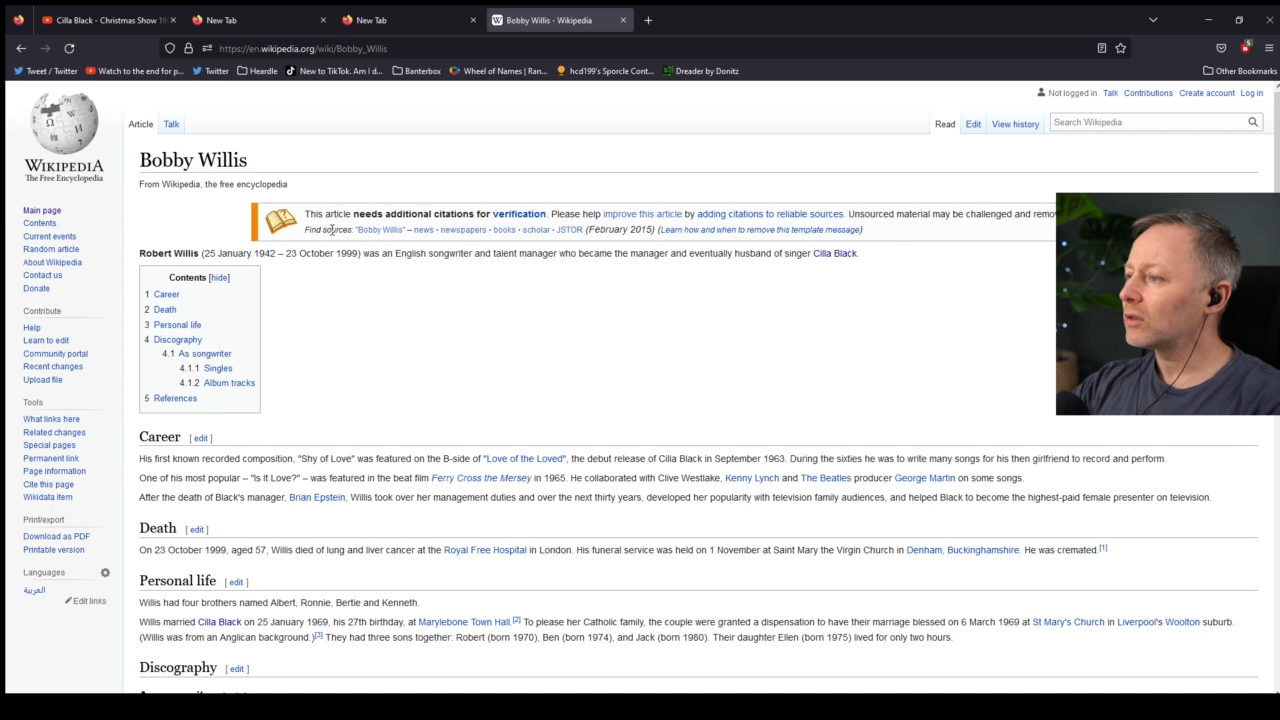 Cilla Black - Christmas Show 19
New Tab
New Tab
Bobby Willis - Wikipedia
https://en.wikipedia.org/wiki/Bobby_Willis
5
Tweet / Twitter
Watch to the end for p...
Twitter
Heardle
New to TikTok. Am I d...
Banterbox
Wheel of Names | Ran...
hcd199's Sporcle Cont...
Dreader by Donitz
Other Bookmarks
Not logged in Talk Contributions Create account Log in
Article Talk
Read Edit View history
Search Wikipedia
WIKIPEDIA
The Free Encyclopedia
Main page
Contents
Current events
Random article
About Wikipedia
Contact us
Donate
Contribute
Help
Learn to edit
Community portal
Recent changes
Upload file
Tools
What links here
Related changes
Special pages
Permanent link
Page information
Cite this page
Wikidata item
Print/export
Download as PDF
Printable version
Languages
العربية
Edit links
Bobby Willis
From Wikipedia, the free encyclopedia
This article needs additional citations for verification. Please help improve this article by adding citations to reliable sources. Unsourced material may be challenged and remo
Find sources: "Bobby Willis" – news · newspapers · books · scholar · JSTOR (February 2015) (Learn how and when to remove this template message)
Robert Willis (25 January 1942 – 23 October 1999) was an English songwriter and talent manager who became the manager and eventually husband of singer Cilla Black.
Contents [hide]
1 Career
2 Death
3 Personal life
4 Discography
4.1 As songwriter
4.1.1 Singles
4.1.2 Album tracks
5 References
Career [ edit ]
His first known recorded composition, "Shy of Love" was featured on the B-side of "Love of the Loved", the debut release of Cilla Black in September 1963. During the sixties he was to write many songs for his then girlfriend to record and perform.
One of his most popular – "Is It Love?" – was featured in the beat film Ferry Cross the Mersey in 1965. He collaborated with Clive Westlake, Kenny Lynch and The Beatles producer George Martin on some songs.
After the death of Black's manager, Brian Epstein, Willis took over her management duties and over the next thirty years, developed her popularity with television family audiences, and helped Black to become the highest-paid female presenter on television.
Death [ edit ]
On 23 October 1999, aged 57, Willis died of lung and liver cancer at the Royal Free Hospital in London. His funeral service was held on 1 November at Saint Mary the Virgin Church in Denham, Buckinghamshire. He was cremated.[1]
Personal life [ edit ]
Willis had four brothers named Albert, Ronnie, Bertie and Kenneth.
Willis married Cilla Black on 25 January 1969, his 27th birthday, at Marylebone Town Hall.[2] To please her Catholic family, the couple were granted a dispensation to have their marriage blessed on 6 March 1969 at St Mary's Church in Liverpool's Woolton suburb.
(Willis was from an Anglican background.)[3] They had three sons together: Robert (born 1970), Ben (born 1974), and Jack (born 1980). Their daughter Ellen (born 1975) lived for only two hours.
Discography [ edit ]